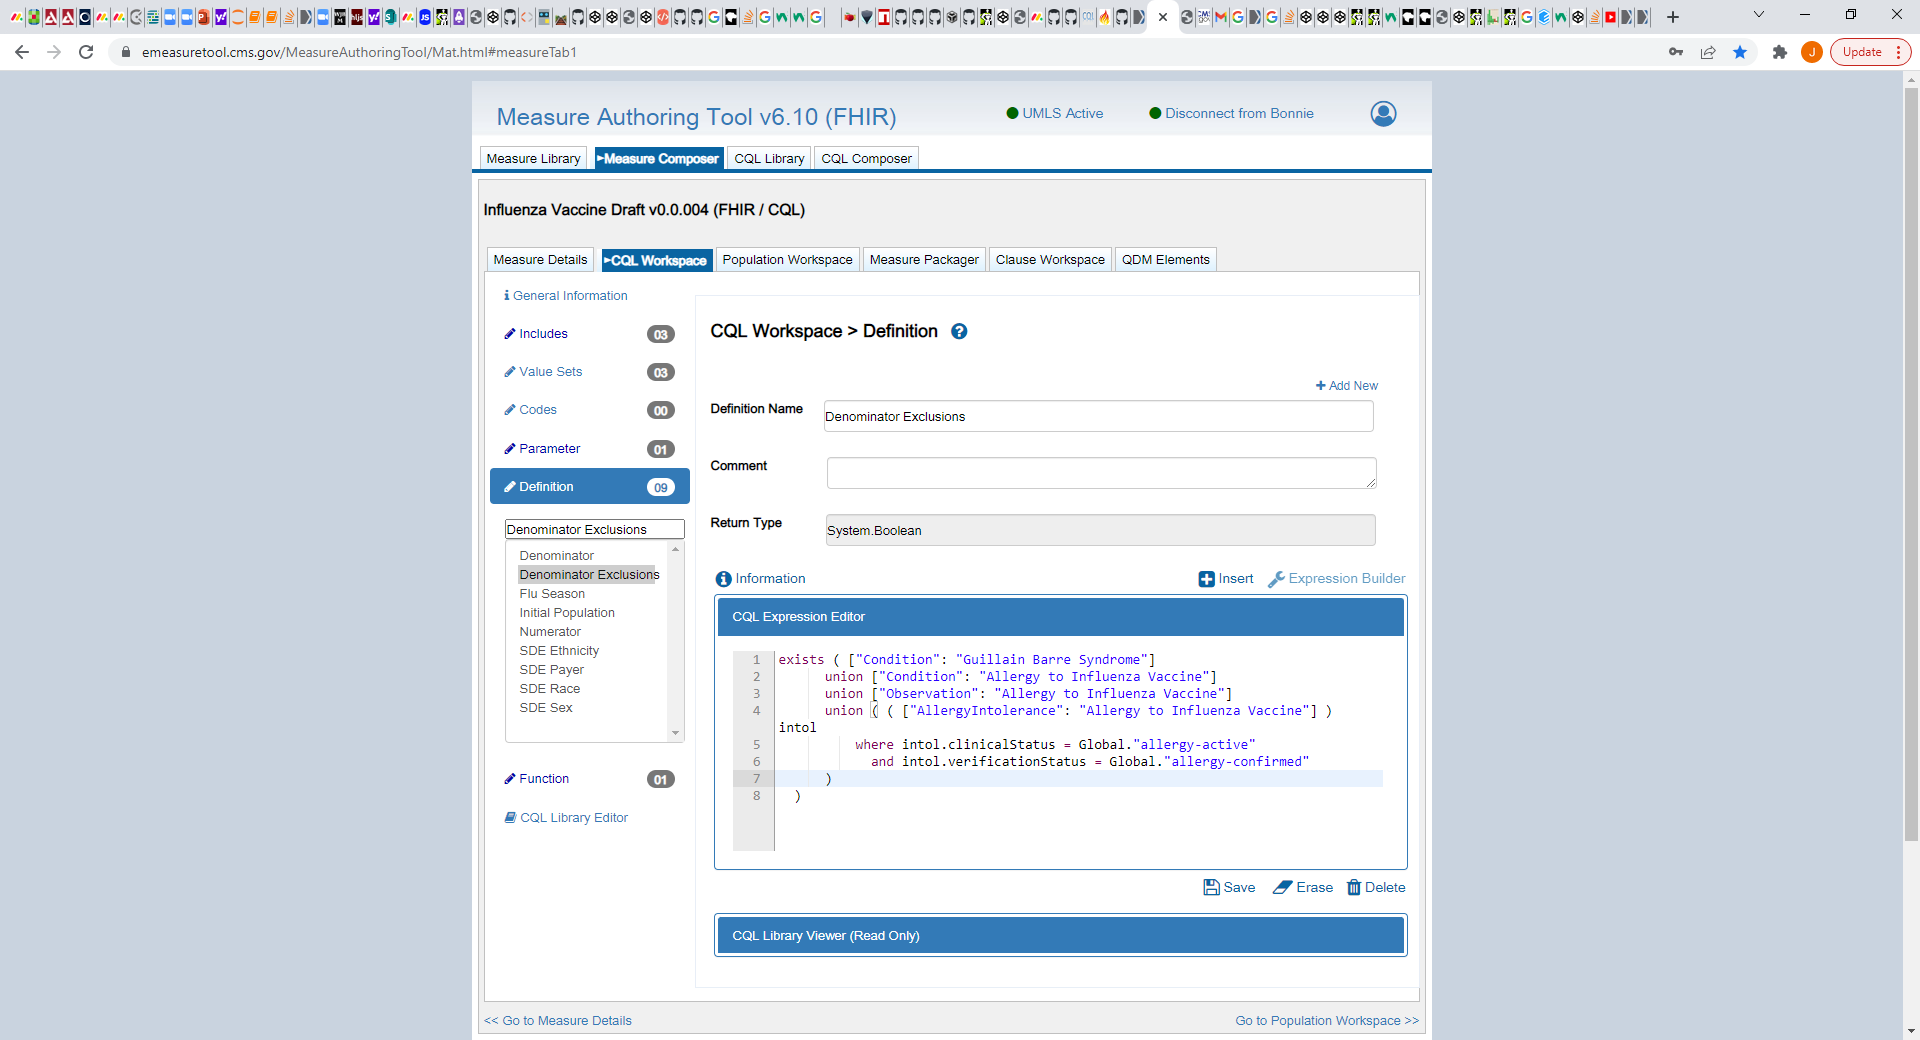 emeasuretool.cms.gov/MeasureAuthoringTool/Mat.html#measureTab1
J
Update
Measure Authoring Tool v6.10 (FHIR)
UMLS Active
Disconnect from Bonnie
Measure Library
Measure Composer
CQL Library
CQL Composer
Influenza Vaccine Draft v0.0.004 (FHIR / CQL)
Measure Details
CQL Workspace
Population Workspace
Measure Packager
Clause Workspace
QDM Elements
General Information
Includes 03
Value Sets 03
Codes 00
Parameter 01
Definition 09
Denominator Exclusions
Denominator
Denominator Exclusions
Flu Season
Initial Population
Numerator
SDE Ethnicity
SDE Payer
SDE Race
SDE Sex
Function 01
CQL Library Editor
CQL Workspace > Definition
Add New
Definition Name Denominator Exclusions
Comment
Return Type System.Boolean
Information
Insert
Expression Builder
CQL Expression Editor
1 exists ( ["Condition": "Guillain Barre Syndrome"]
2 union ["Condition": "Allergy to Influenza Vaccine"]
3 union ["Observation": "Allergy to Influenza Vaccine"]
4 union ( ( ["AllergyIntolerance": "Allergy to Influenza Vaccine"] )
intol
5 where intol.clinicalStatus = Global."allergy-active"
6 and intol.verificationStatus = Global."allergy-confirmed"
7 )
8 )
Save
Erase
Delete
CQL Library Viewer (Read Only)
<< Go to Measure Details
Go to Population Workspace >>